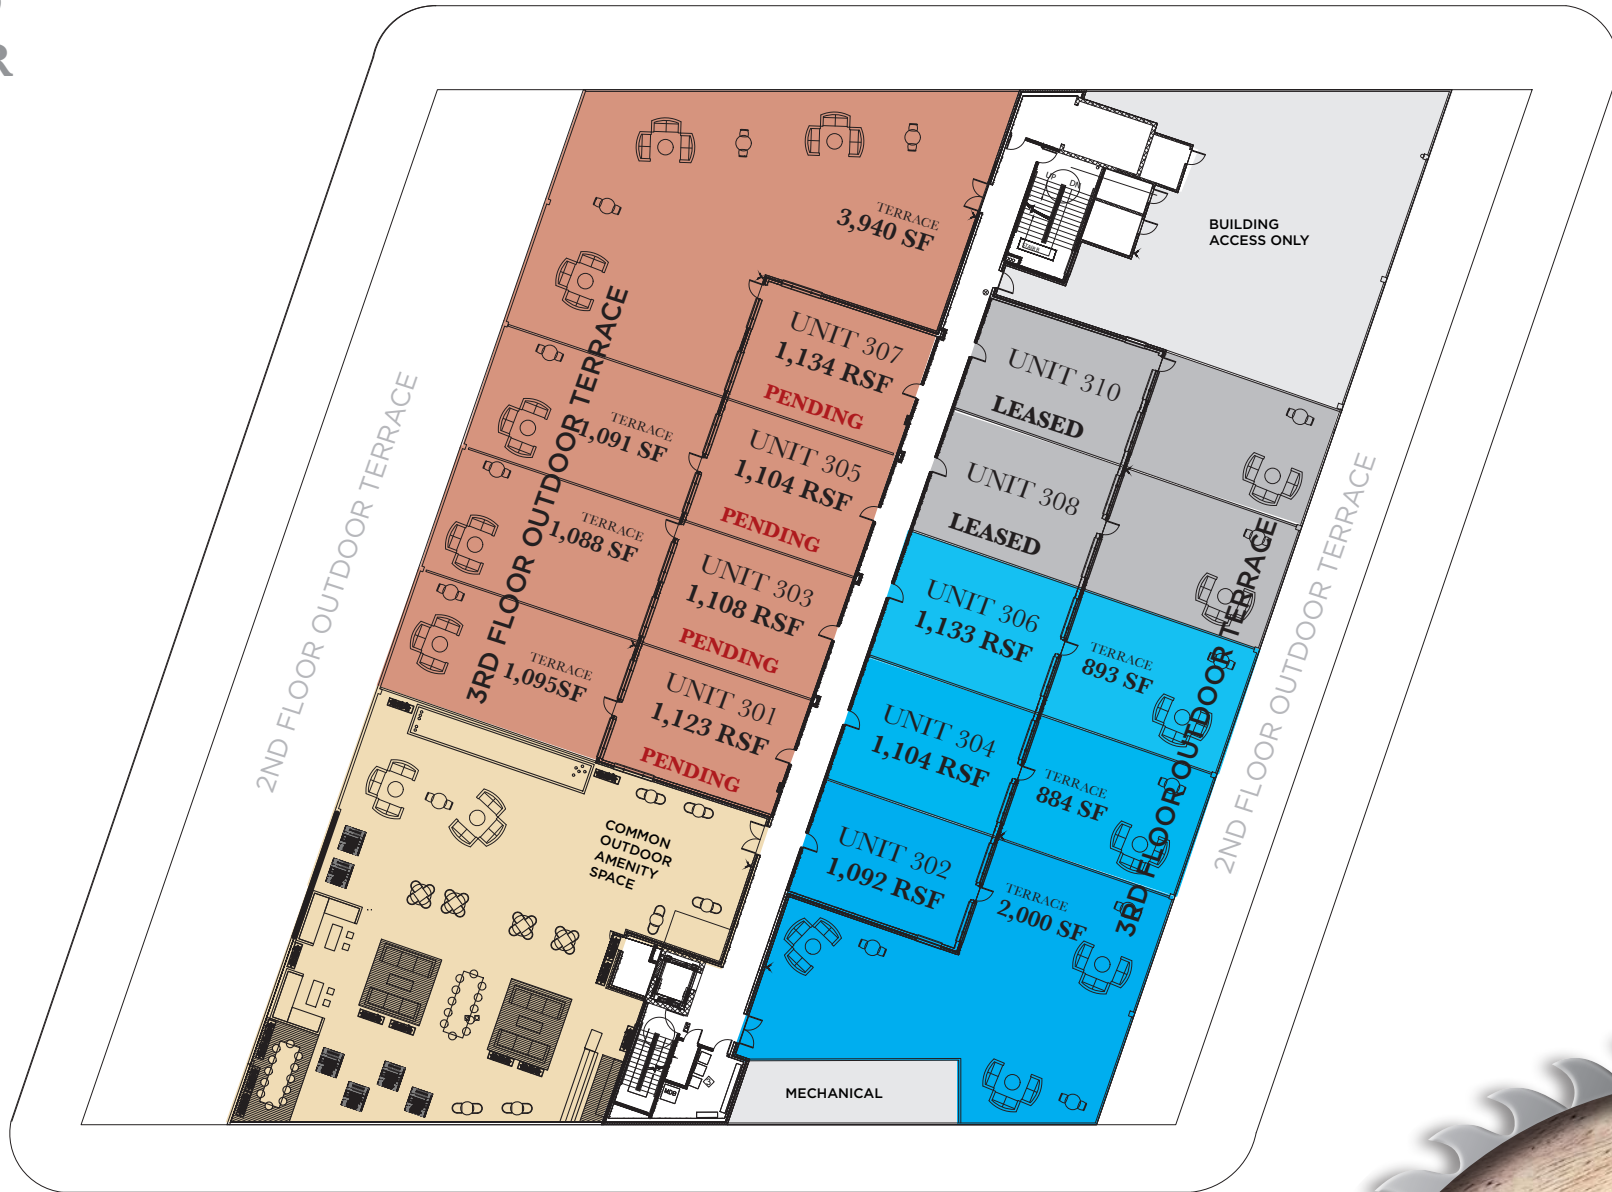 R
TERRACE
3,940 SF
UP
DN
BUILDING
ACCESS ONLY
UNIT 307
1,134 RSF
PENDING
UNIT 310
LEASED
3RD FLOOR OUTDOOR TERRACE
2ND FLOOR OUTDOOR TERRACE
TERRACE
1,091 SF
UNIT 305
1,104 RSF
PENDING
UNIT 308
LEASED
TERRACE
1,088 SF
UNIT 303
1,108 RSF
PENDING
UNIT 306
1,133 RSF
TERRACE
893 SF
3RD FLOOR OUTDOOR TERRACE
2ND FLOOR OUTDOOR TERRACE
TERRACE
1,095SF
UNIT 301
1,123 RSF
PENDING
UNIT 304
1,104 RSF
TERRACE
884 SF
COMMON
OUTDOOR
AMENITY
SPACE
UNIT 302
1,092 RSF
TERRACE
2,000 SF
MECHANICAL